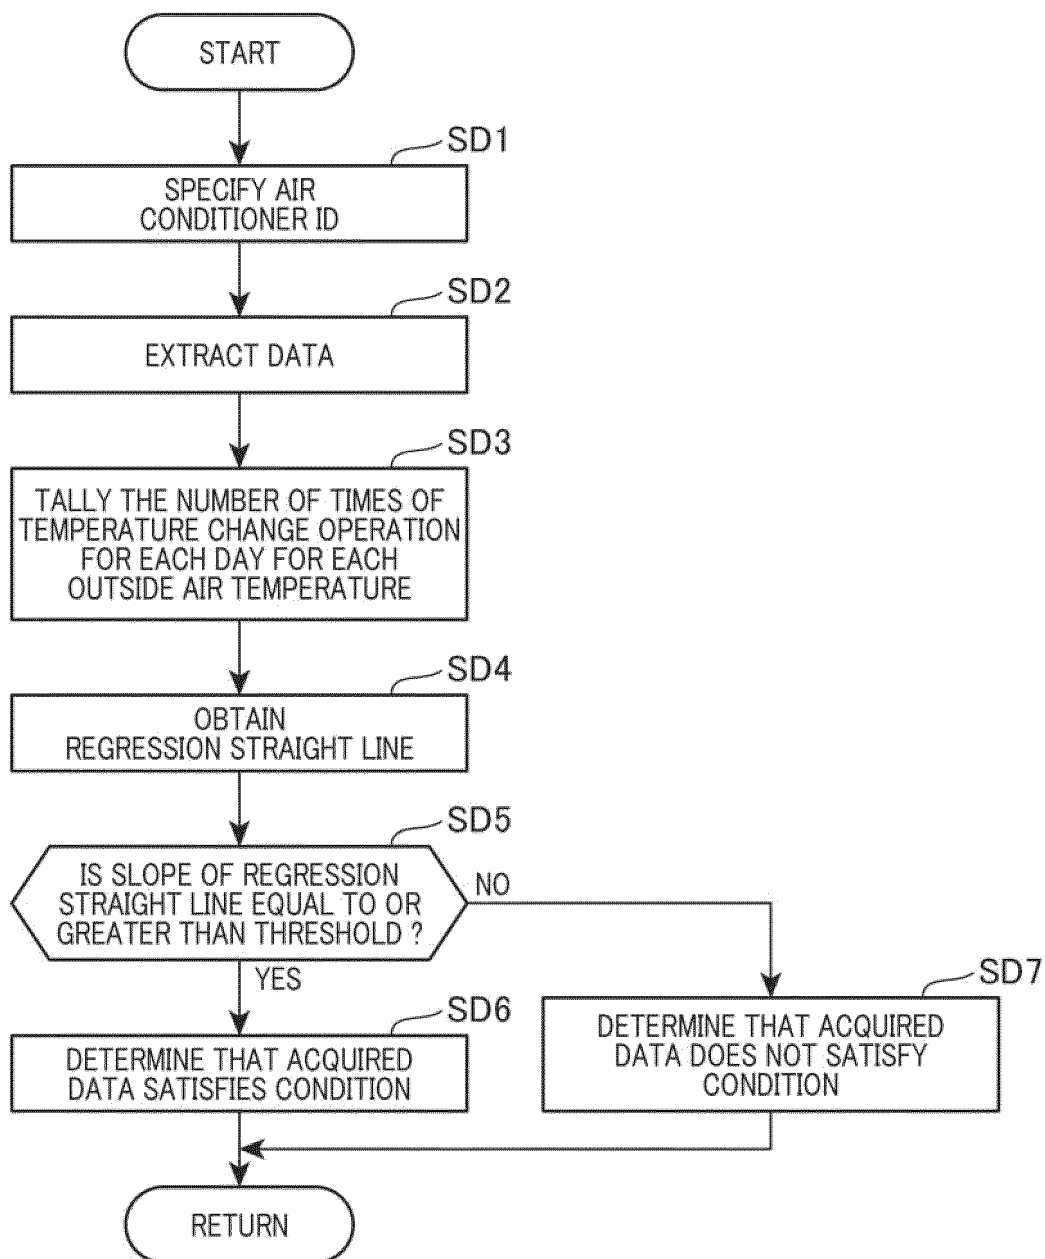 START
SD1
SPECIFY AIR
CONDITIONER ID
SD2
EXTRACT DATA
SD3
TALLY THE NUMBER OF TIMES OF
TEMPERATURE CHANGE OPERATION
FOR EACH DAY FOR EACH
OUTSIDE AIR TEMPERATURE
SD4
OBTAIN
REGRESSION STRAIGHT LINE
SD5
IS SLOPE OF REGRESSION
STRAIGHT LINE EQUAL TO OR
GREATER THAN THRESHOLD ?
NO
YES
SD6
DETERMINE THAT ACQUIRED
DATA SATISFIES CONDITION
SD7
DETERMINE THAT ACQUIRED
DATA DOES NOT SATISFY
CONDITION
RETURN